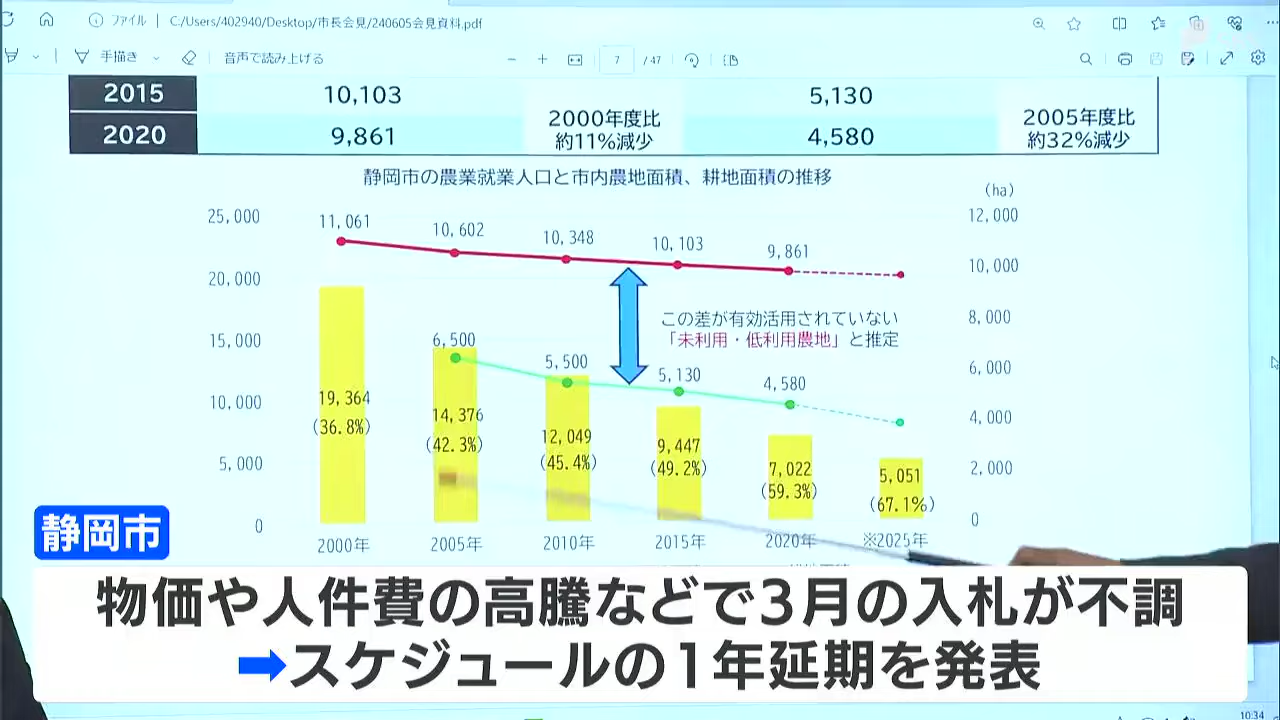 ファイル | C:/Users/402940/Desktop/市長会見/240605会見資料.pdf
手描き 音声で読み上げる 7 / 47
2015 10,103 5,130
2020 9,861 4,580
2000年度比
約11%減少
2005年度比
約32%減少
静岡市の農業就業人口と市内農地面積、耕地面積の推移
(ha)
25,000
20,000
15,000
10,000
5,000
0
12,000
10,000
8,000
6,000
4,000
2,000
0
11,061
10,602
10,348
10,103
9,861
この差が有効活用されていない
「未利用・低利用農地」と推定
6,500
5,500
5,130
4,580
19,364
(36.8%)
14,376
(42.3%)
12,049
(45.4%)
9,447
(49.2%)
7,022
(59.3%)
5,051
(67.1%)
2000年
2005年
2010年
2015年
2020年
※2025年
静岡市
物価や人件費の高騰などで3月の入札が不調
➡スケジュールの1年延期を発表
10:34